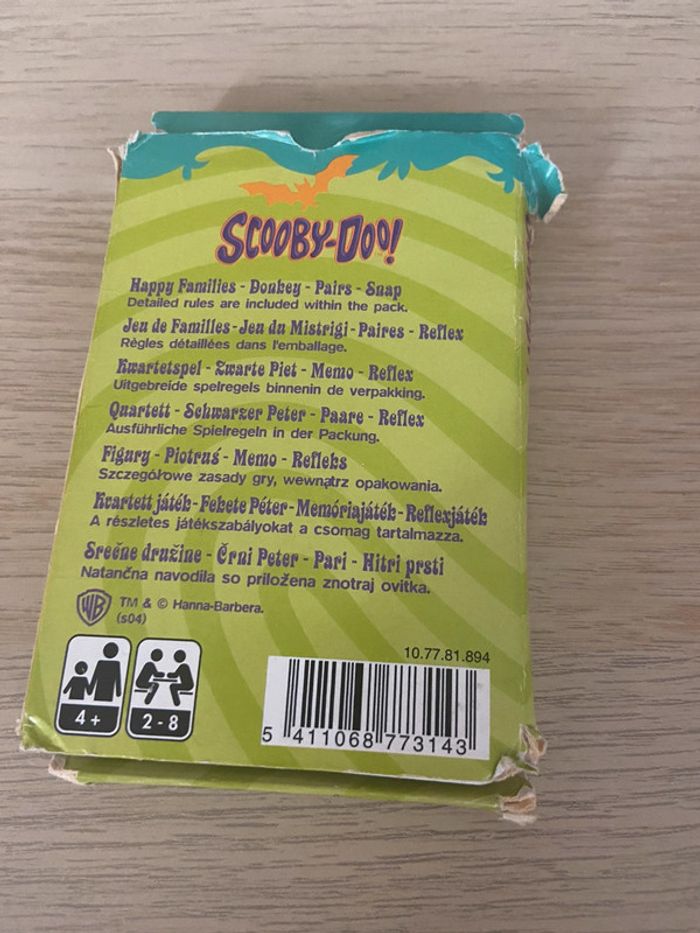 SCOOBY-DOO!
Happy Families - Donkey - Pairs - Snap
Detailed rules are included within the pack.
Jeu de Familles - Jeu du Mistrigi - Paires - Reflex
Règles détaillées dans l'emballage.
Kwartetspel - Zwarte Piet - Memo - Reflex
Uitgebreide spelregels binnenin de verpakking.
Quartett - Schwarzer Peter - Paare - Reflex
Ausführliche Spielregeln in der Packung.
Figury - Piotruś - Memo - Refleks
Szczegółowe zasady gry, wewnątrz opakowania.
Kvartett játék - Fekete Péter - Memóriajáték - Reflexjáték
A részletes játékszabályokat a csomag tartalmazza.
Srečne družine - Črni Peter - Pari - Hitri prsti
Natančna navodila so priložena znotraj ovitka.
WB TM & © Hanna-Barbera.
(s04)
10.77.81.894
4+ 2-8
5 411068 773143